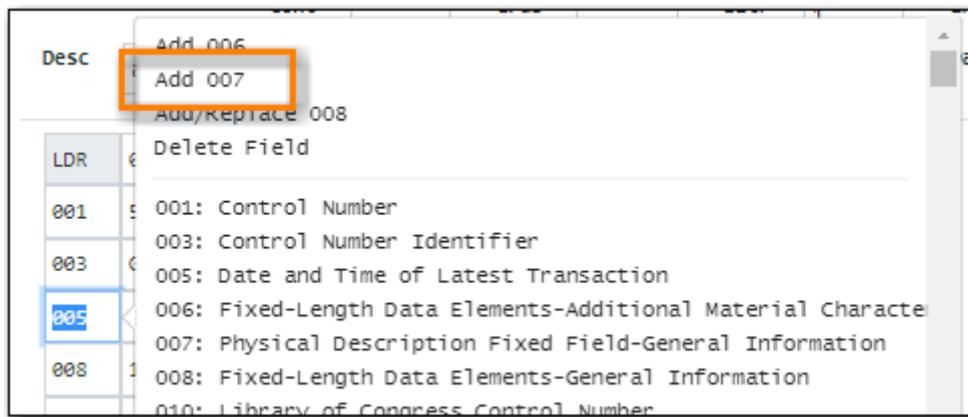 Desc
Add 006
Add 007
Add/Replace 008
Delete Field
LDR
001
003
005
008
001: Control Number
003: Control Number Identifier
005: Date and Time of Latest Transaction
006: Fixed-Length Data Elements-Additional Material Characte
007: Physical Description Fixed Field-General Information
008: Fixed-Length Data Elements-General Information
010: Library of Congress Control Number